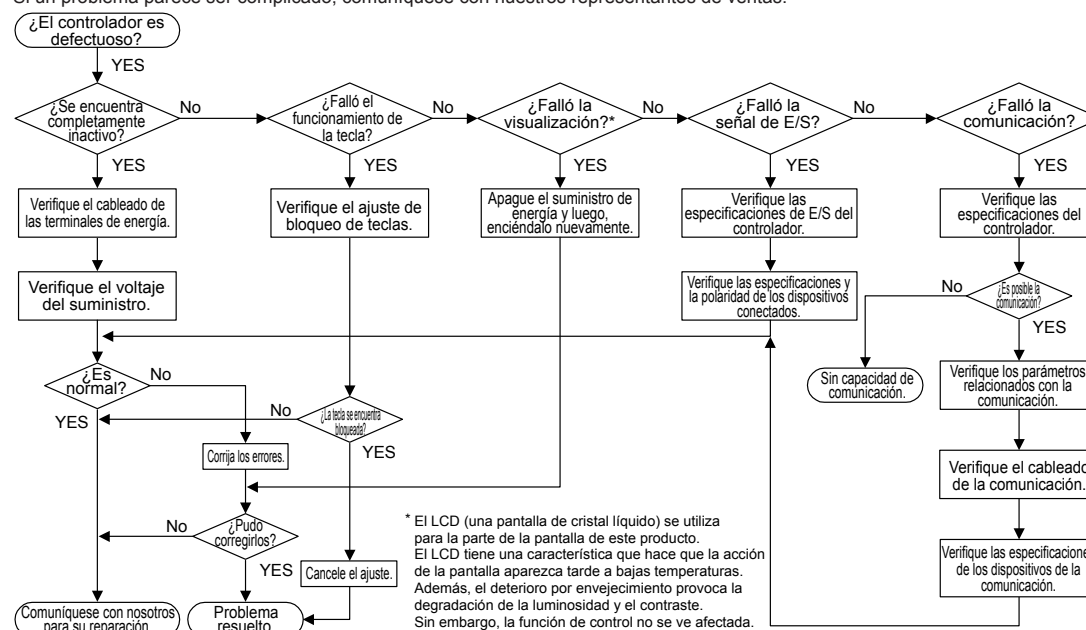 Si un problema parece ser complicado, comuníquese con nuestros representantes de ventas.
¿El controlador es
defectuoso?
YES
¿Se encuentra
completamente
inactivo?
No
¿Falló el
funcionamiento de
la tecla?
No
¿Falló la
visualización?*
No
¿Falló la
señal de E/S?
No
¿Falló la
comunicación?
YES
YES
YES
YES
YES
Verifique el cableado de
las terminales de energía.
Verifique el ajuste de
bloqueo de teclas.
Apague el suministro de
energía y luego,
enciéndalo nuevamente.
Verifique las
especificaciones de E/S del
controlador.
Verifique las
especificaciones del
controlador.
Verifique el voltaje
del suministro.
Verifique las especificaciones y
la polaridad de los dispositivos
conectados.
No
¿Es posible la
comunicación?
YES
¿Es
normal?
No
YES
Sin capacidad de
comunicación.
Verifique los parámetros
relacionados con la
comunicación.
No
¿La tecla se encuentra
bloqueada?
YES
Corrija los errores.
Verifique el cableado
de la comunicación.
No
¿Pudo
corregirlos?
YES
Cancele el ajuste.
* El LCD (una pantalla de cristal líquido) se utiliza
para la parte de la pantalla de este producto.
El LCD tiene una característica que hace que la acción
de la pantalla aparezca tarde a bajas temperaturas.
Además, el deterioro por envejecimiento provoca la
degradación de la luminosidad y el contraste.
Sin embargo, la función de control no se ve afectada.
Verifique las especificacione
de los dispositivos de la
comunicación.
Comuníquese con nosotros
para su reparación.
Problema
resuelto.